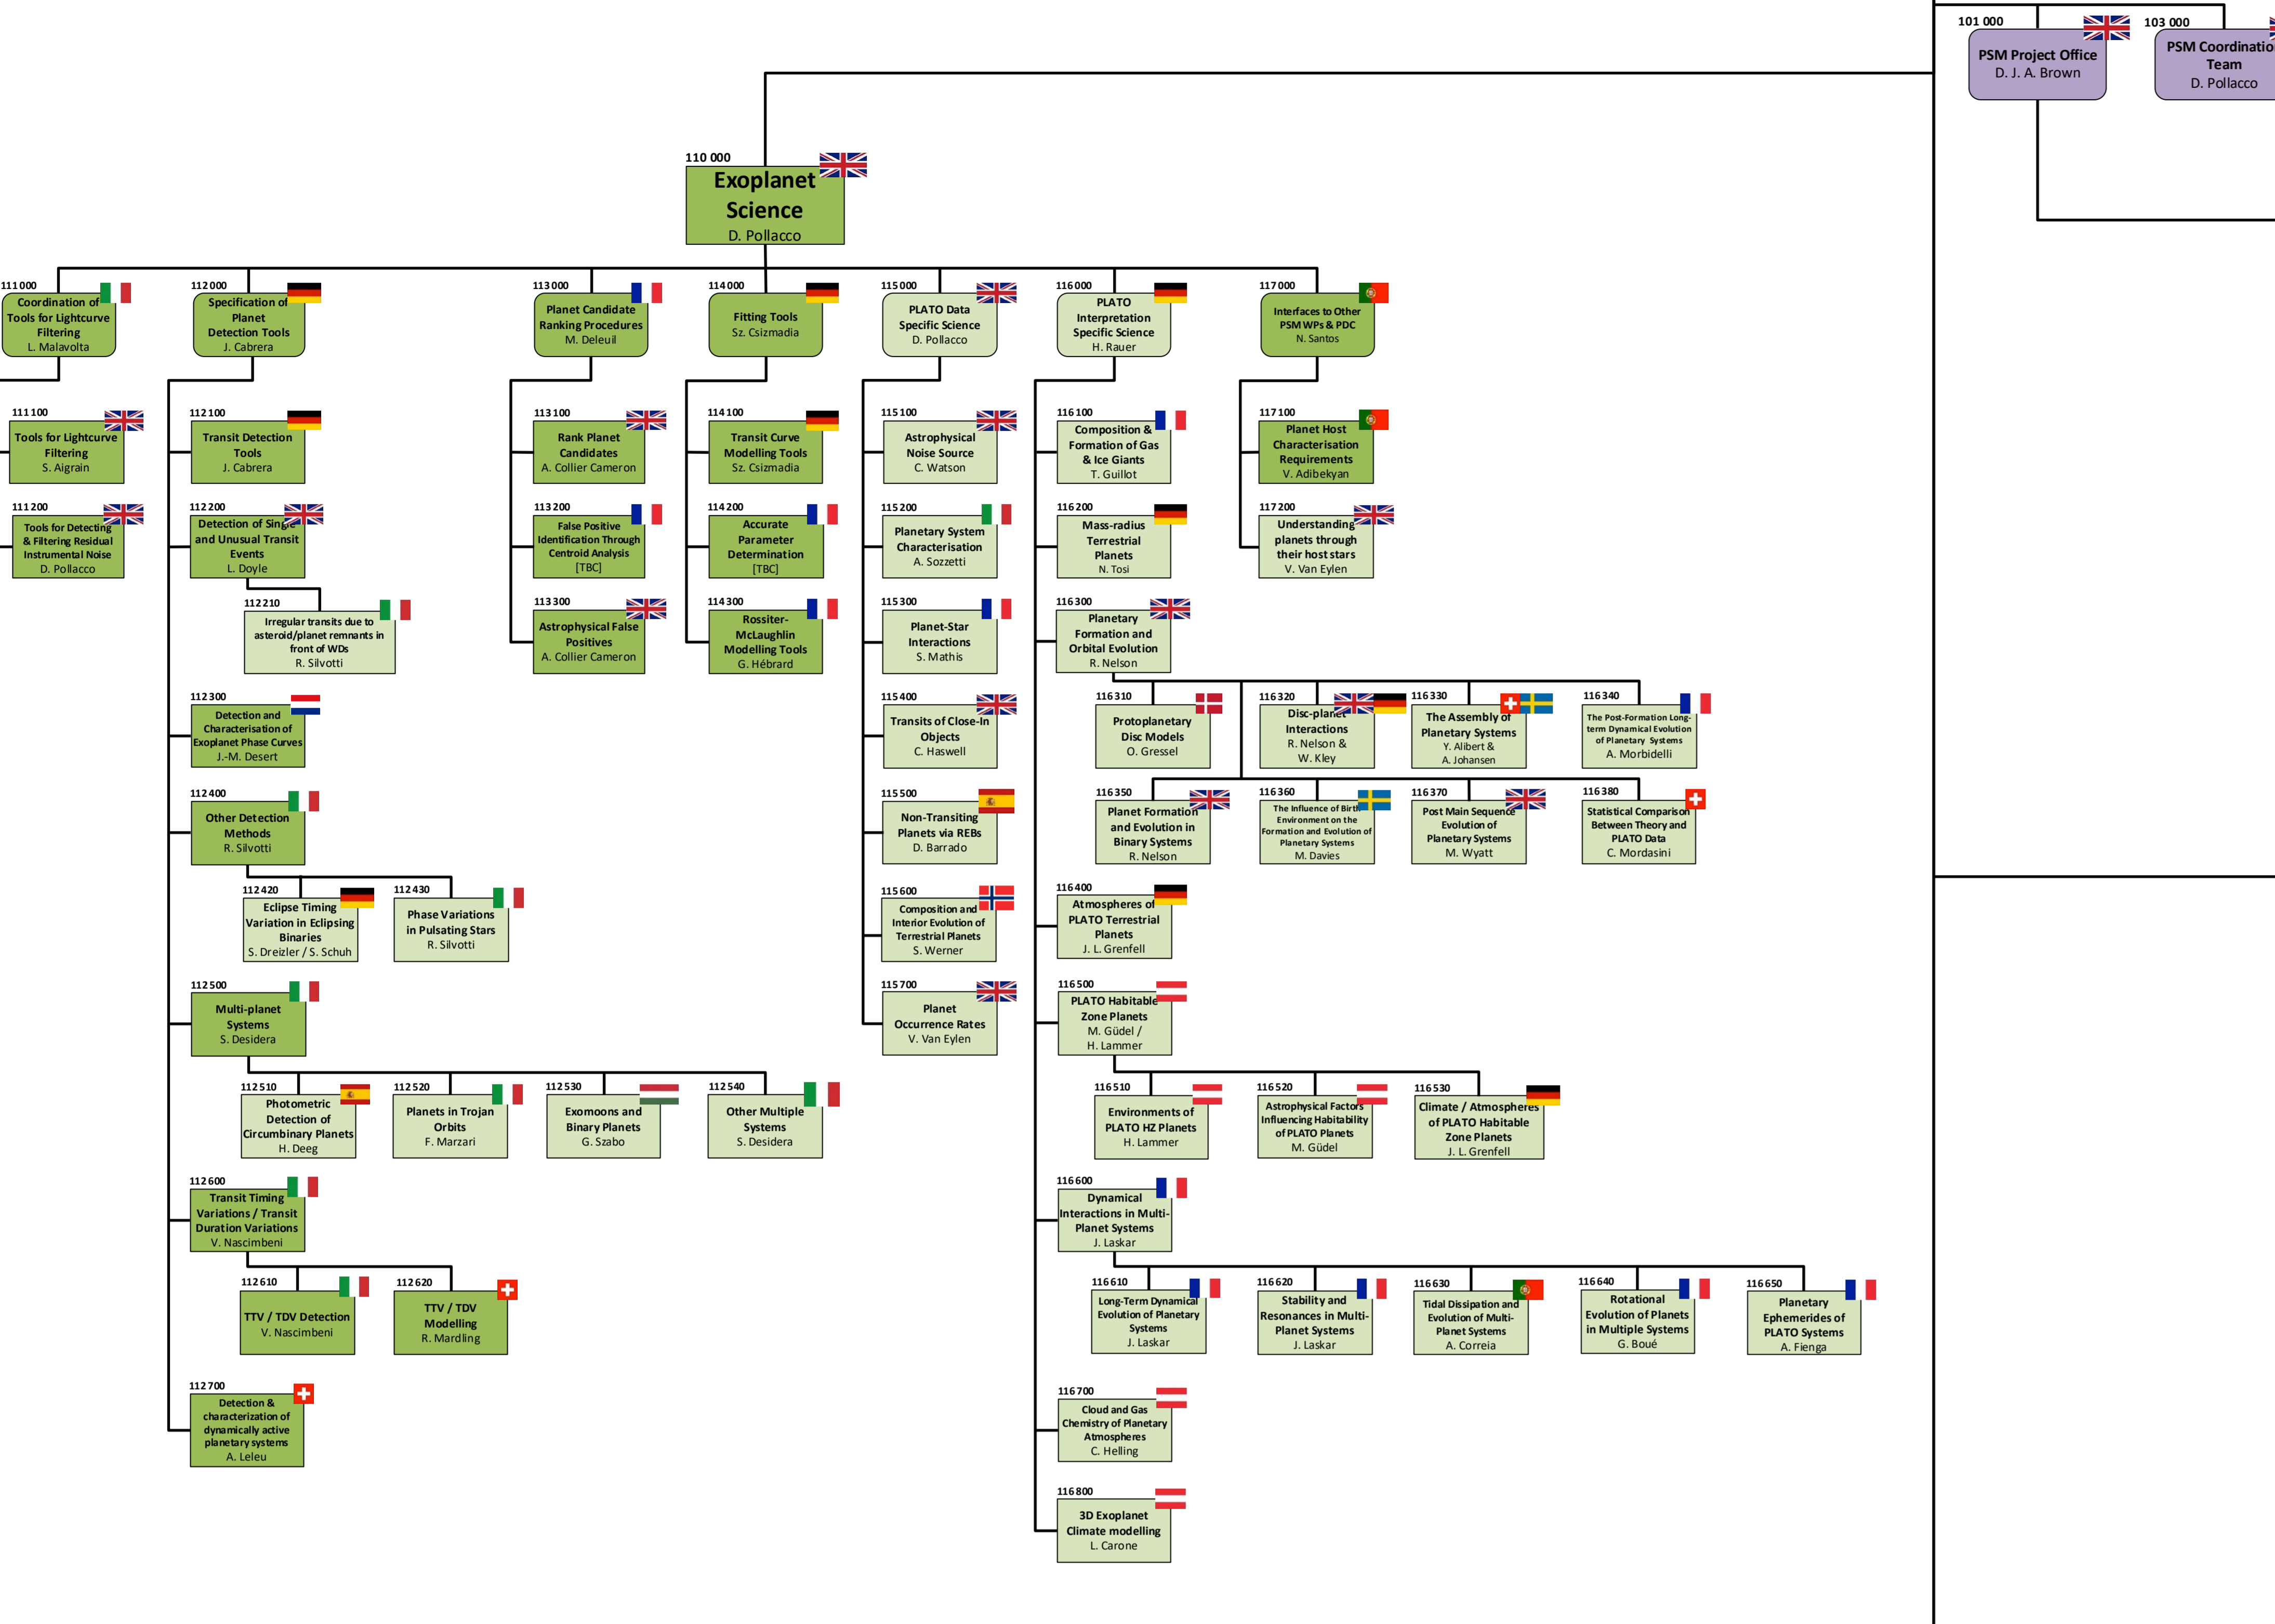 101 000
PSM Project Office
D. J. A. Brown
103 000
PSM Coordinatio
Team
D. Pollacco
110 000
Exoplanet
Science
D. Pollacco
111 000
Coordination of
Tools for Lightcurve
Filtering
L. Malavolta
112 000
Specification of
Planet
Detection Tools
J. Cabrera
113 000
Planet Candidate
Ranking Procedures
M. Deleuil
114 000
Fitting Tools
Sz. Csizmadia
115 000
PLATO Data
Specific Science
D. Pollacco
116 000
PLATO
Interpretation
Specific Science
H. Rauer
117 000
Interfaces to Other
PSM WPs & PDC
N. Santos
111 100
Tools for Lightcurve
Filtering
S. Aigrain
112 100
Transit Detection
Tools
J. Cabrera
113 100
Rank Planet
Candidates
A. Collier Cameron
114 100
Transit Curve
Modelling Tools
Sz. Csizmadia
115 100
Astrophysical
Noise Source
C. Watson
116 100
Composition &
Formation of Gas
& Ice Giants
T. Guillot
117 100
Planet Host
Characterisation
Requirements
V. Adibekyan
111 200
Tools for Detecting
& Filtering Residual
Instrumental Noise
D. Pollacco
112 200
Detection of Single
and Unusual Transit
Events
L. Doyle
113 200
False Positive
Identification Through
Centroid Analysis
[TBC]
114 200
Accurate
Parameter
Determination
[TBC]
115 200
Planetary System
Characterisation
A. Sozzetti
116 200
Mass-radius
Terrestrial
Planets
N. Tosi
117 200
Understanding
planets through
their host stars
V. Van Eylen
112 210
Irregular transits due to
asteroid/planet remnants in
front of WDs
R. Silvotti
113 300
Astrophysical False
Positives
A. Collier Cameron
114 300
Rossiter-
McLaughlin
Modelling Tools
G. Hébrard
115 300
Planet-Star
Interactions
S. Mathis
116 300
Planetary
Formation and
Orbital Evolution
R. Nelson
112 300
Detection and
Characterisation of
Exoplanet Phase Curves
J.-M. Desert
115 400
Transits of Close-In
Objects
C. Haswell
116 310
Protoplanetary
Disc Models
O. Gressel
116 320
Disc-planet
Interactions
R. Nelson &
W. Kley
116 330
The Assembly of
Planetary Systems
Y. Alibert &
A. Johansen
116 340
The Post-Formation Long-
term Dynamical Evolution
of Planetary Systems
A. Morbidelli
112 400
Other Detection
Methods
R. Silvotti
115 500
Non-Transiting
Planets via REBs
D. Barrado
116 350
Planet Formation
and Evolution in
Binary Systems
R. Nelson
116 360
The Influence of Birth
Environment on the
Formation and Evolution of
Planetary Systems
M. Davies
116 370
Post Main Sequence
Evolution of
Planetary Systems
M. Wyatt
116 380
Statistical Comparison
Between Theory and
PLATO Data
C. Mordasini
112 420
Eclipse Timing
Variation in Eclipsing
Binaries
S. Dreizler / S. Schuh
112 430
Phase Variations
in Pulsating Stars
R. Silvotti
115 600
Composition and
Interior Evolution of
Terrestrial Planets
S. Werner
116 400
Atmospheres of
PLATO Terrestrial
Planets
J. L. Grenfell
112 500
Multi-planet
Systems
S. Desidera
115 700
Planet
Occurrence Rates
V. Van Eylen
116 500
PLATO Habitable
Zone Planets
M. Güdel /
H. Lammer
112 510
Photometric
Detection of
Circumbinary Planets
H. Deeg
112 520
Planets in Trojan
Orbits
F. Marzari
112 530
Exomoons and
Binary Planets
G. Szabo
112 540
Other Multiple
Systems
S. Desidera
116 510
Environments of
PLATO HZ Planets
H. Lammer
116 520
Astrophysical Factors
Influencing Habitability
of PLATO Planets
M. Güdel
116 530
Climate / Atmospheres
of PLATO Habitable
Zone Planets
J. L. Grenfell
112 600
Transit Timing
Variations / Transit
Duration Variations
V. Nascimbeni
116 600
Dynamical
Interactions in Multi-
Planet Systems
J. Laskar
112 610
TTV / TDV Detection
V. Nascimbeni
112 620
TTV / TDV
Modelling
R. Mardling
116 610
Long-Term Dynamical
Evolution of Planetary
Systems
J. Laskar
116 620
Stability and
Resonances in Multi-
Planet Systems
J. Laskar
116 630
Tidal Dissipation and
Evolution of Multi-
Planet Systems
A. Correia
116 640
Rotational
Evolution of Planets
in Multiple Systems
G. Boué
116 650
Planetary
Ephemerides of
PLATO Systems
A. Fienga
112 700
Detection &
characterization of
dynamically active
planetary systems
A. Leleu
116 700
Cloud and Gas
Chemistry of Planetary
Atmospheres
C. Helling
116 800
3D Exoplanet
Climate modelling
L. Carone